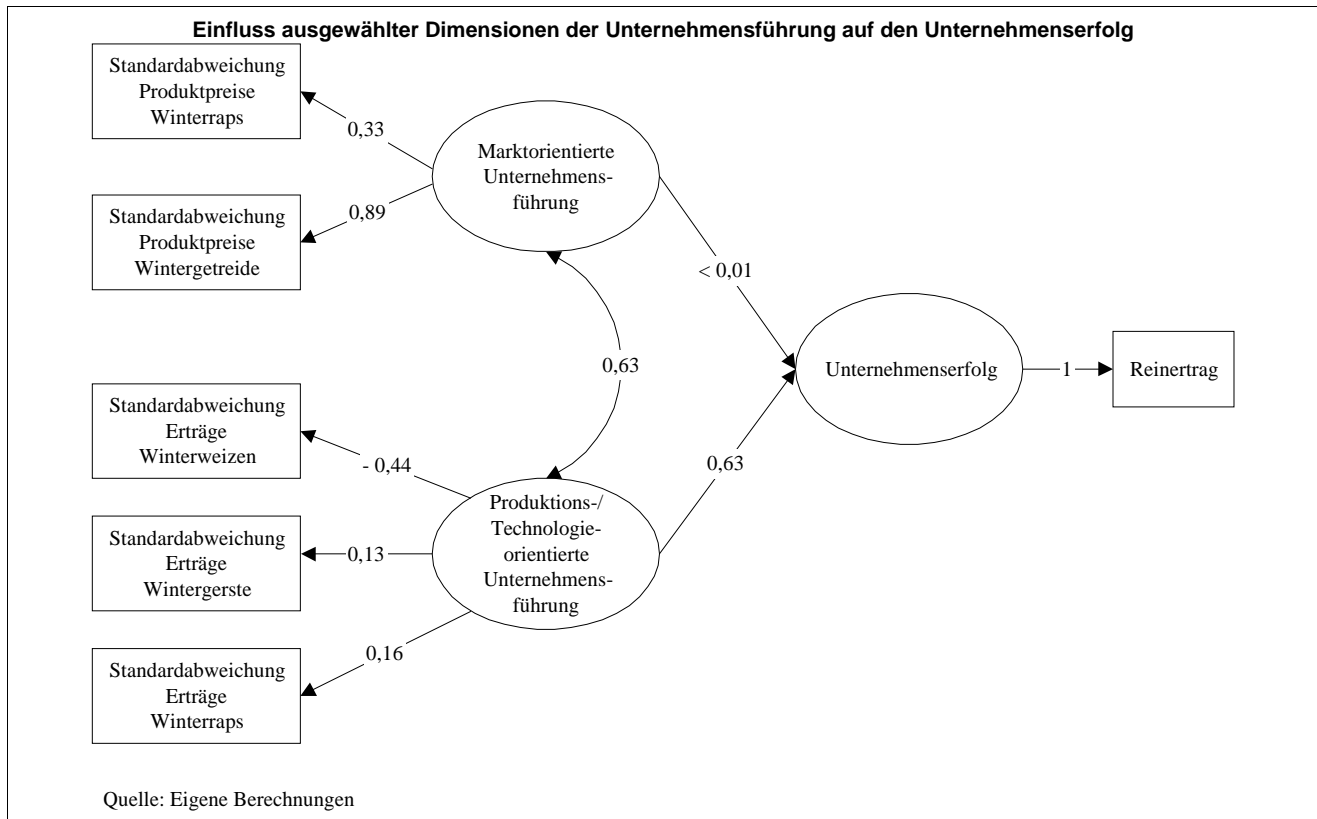 Einfluss ausgewählter Dimensionen der Unternehmensführung auf den Unternehmenserfolg
Standardabweichung
Produktpreise
Winterraps
0,33
Marktorientierte
Unternehmens-
führung
Standardabweichung
Produktpreise
Wintergetreide
0,89
< 0,01
0,63
Unternehmenserfolg
1
Reinertrag
Standardabweichung
Erträge
Winterweizen
- 0,44
0,63
Produktions-/
Technologie-
orientierte
Unternehmens-
führung
Standardabweichung
Erträge
Wintergerste
0,13
Standardabweichung
Erträge
Winterraps
0,16
Quelle: Eigene Berechnungen